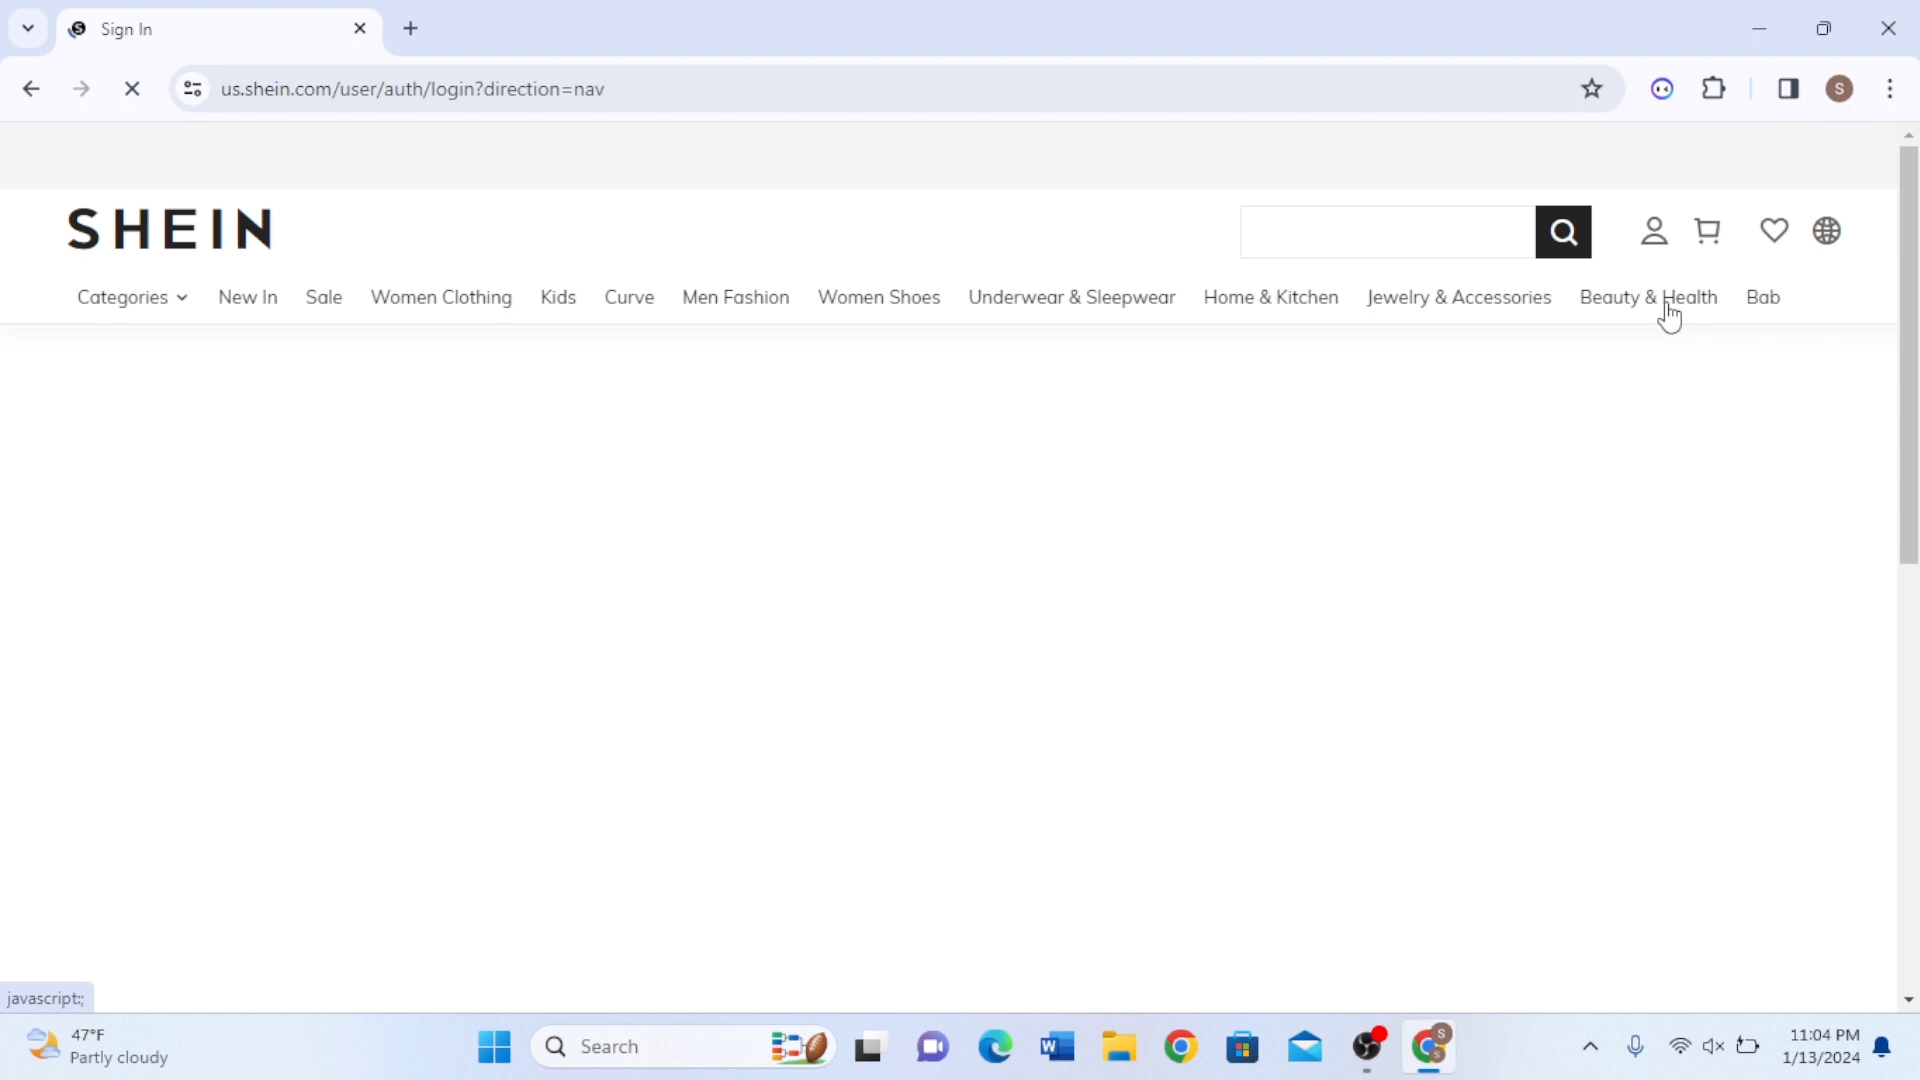 Sign In
us.shein.com/user/auth/login?direction=nav
S
SHEIN
Categories New In Sale Women Clothing Kids Curve Men Fashion Women Shoes Underwear & Sleepwear Home & Kitchen Jewelry & Accessories Beauty & Health Bab
javascript:;
47°F
Partly cloudy
Search
11:04 PM
1/13/2024